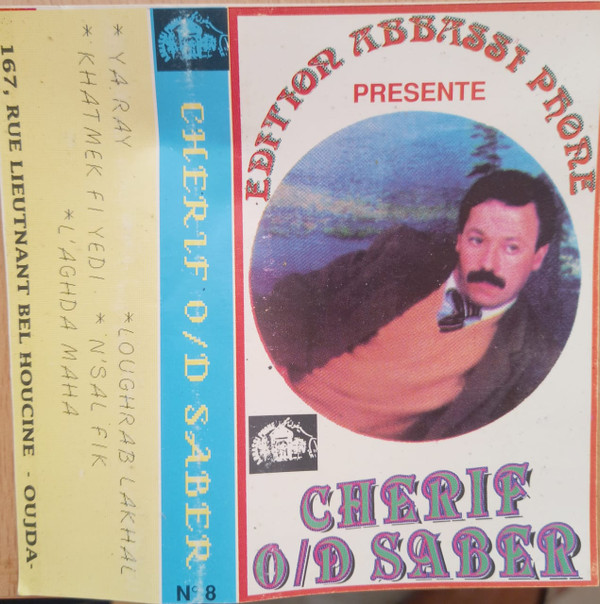 EDITION ABBASSI PHONE
PRESENTE
CHERIF
O/D SABER
CHERIF O/D SABER
N° 8
* YA RAY
* LOUGHRAB LAKHAL
* KHATMEK FI YEDI. * N'SAL FIK
* L'AGHDA MAHA
167, RUE LIEUTNANT BEL HOUCINE - OUJDA-